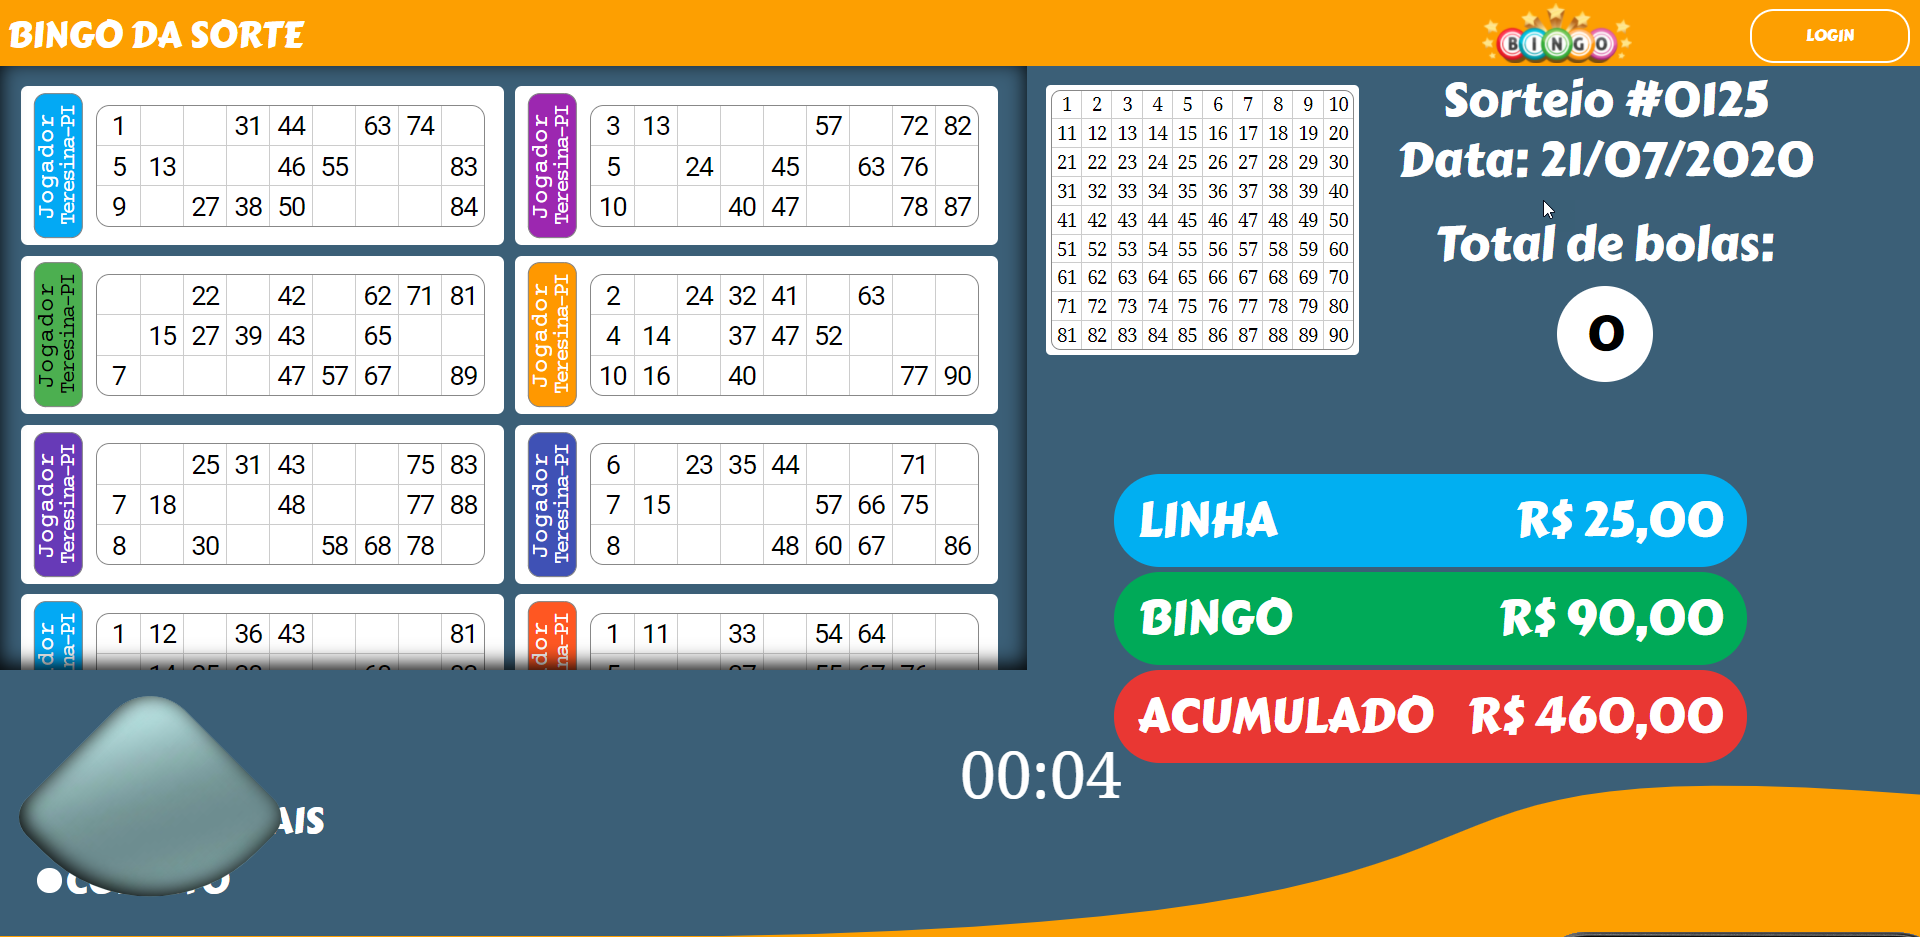 BINGO DA SORTE
BINGO
LOGIN
Jogador
Teresina-PI
1 31 44 63 74
5 13 46 55 83
9 27 38 50 84
Jogador
Teresina-PI
3 13 57 72 82
5 24 45 63 76
10 40 47 78 87
Jogador
Teresina-PI
22 42 62 71 81
15 27 39 43 65
7 47 57 67 89
Jogador
Teresina-PI
2 24 32 41 63
4 14 37 47 52
10 16 40 77 90
Jogador
Teresina-PI
25 31 43 75 83
7 18 48 77 88
8 30 58 68 78
Jogador
Teresina-PI
6 23 35 44 71
7 15 57 66 75
8 48 60 67 86
dor
na-PI
1 12 36 43 81
dor
na-PI
1 11 33 54 64
1 2 3 4 5 6 7 8 9 10
11 12 13 14 15 16 17 18 19 20
21 22 23 24 25 26 27 28 29 30
31 32 33 34 35 36 37 38 39 40
41 42 43 44 45 46 47 48 49 50
51 52 53 54 55 56 57 58 59 60
61 62 63 64 65 66 67 68 69 70
71 72 73 74 75 76 77 78 79 80
81 82 83 84 85 86 87 88 89 90
Sorteio #0125
Data: 21/07/2020
Total de bolas:
0
LINHA R$ 25,00
BINGO R$ 90,00
ACUMULADO R$ 460,00
00:04
AIS